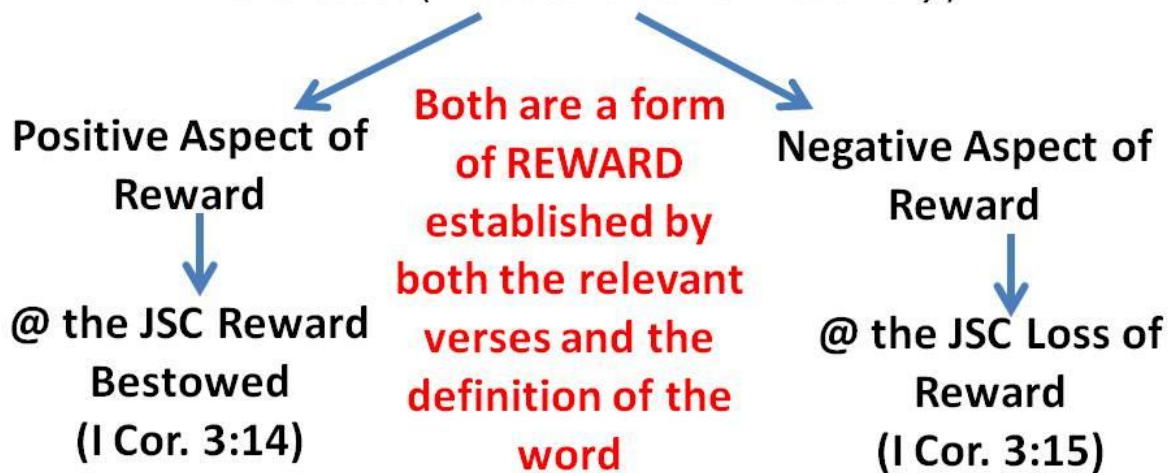 Positive Aspect of
Reward
@ the JSC Reward
Bestowed
(I Cor. 3:14)
Both are a form
of REWARD
established by
both the relevant
verses and the
definition of the
word
Negative Aspect of
Reward
@ the JSC Loss of
Reward
(I Cor. 3:15)